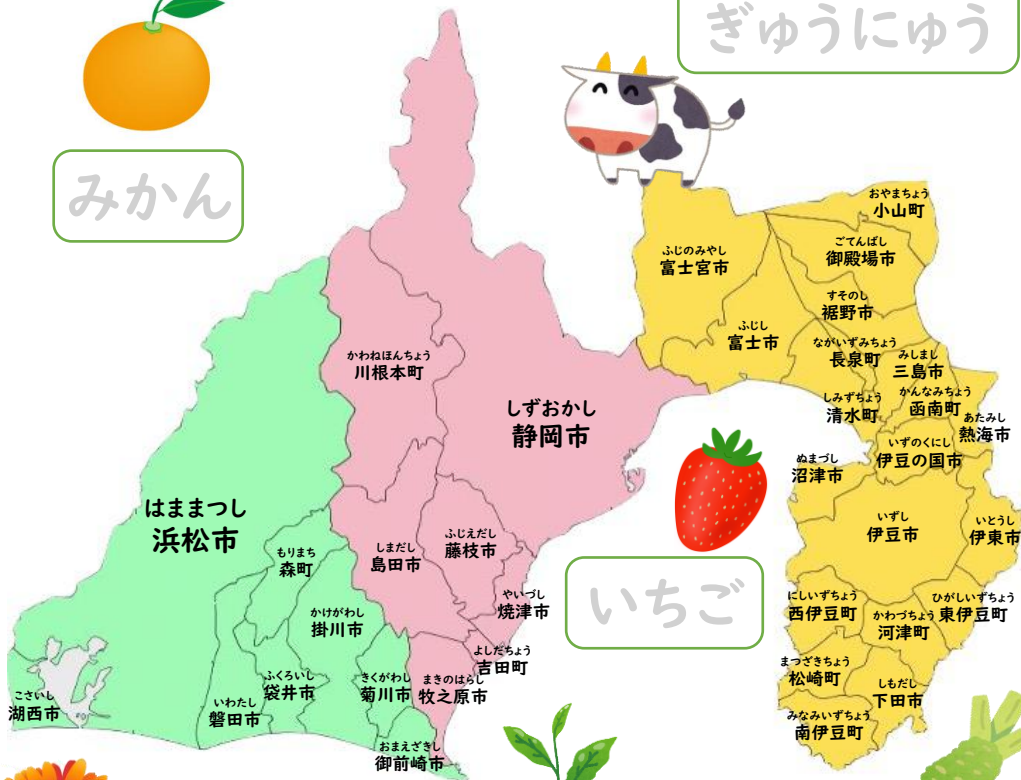 ぎゅうにゅう
みかん
おやまちょう
小山町
ふじのみやし
富士宮市
ごてんばし
御殿場市
すそのし
裾野市
ふじし
富士市
ながいずみちょう
長泉町
みしまし
三島市
かわねほんちょう
川根本町
しみずちょう
清水町
かんなみちょう
函南町
あたみし
熱海市
しずおかし
静岡市
いずのくにし
伊豆の国市
ぬまづし
沼津市
はままつし
浜松市
いずし
伊豆市
いとうし
伊東市
もりまち
森町
しまだし
島田市
ふじえだし
藤枝市
やいづし
焼津市
いちご
にしいずちょう
西伊豆町
かわづちょう
河津町
ひがしいずちょう
東伊豆町
かけがわし
掛川市
よしだちょう
吉田町
まつざきちょう
松崎町
こさいし
湖西市
いわたし
磐田市
ふくろいし
袋井市
きくがわし
菊川市
まきのはらし
牧之原市
しもだし
下田市
みなみいずちょう
南伊豆町
おまえざきし
御前崎市